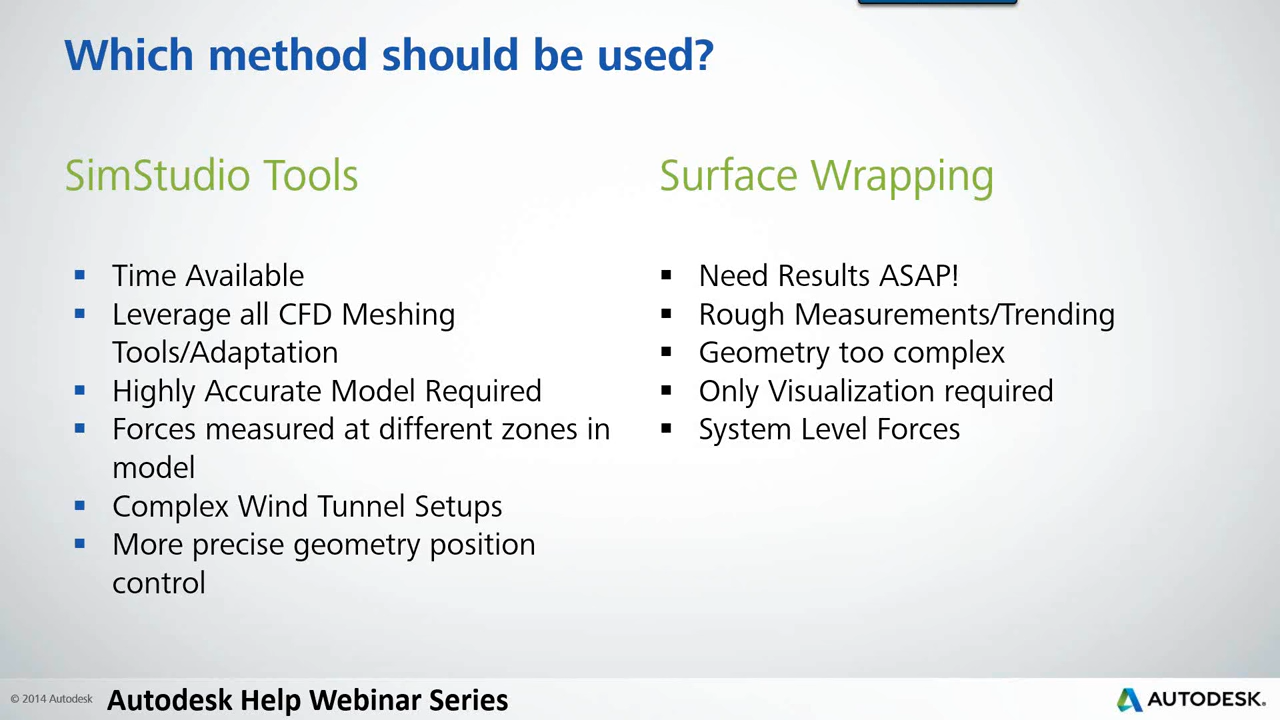 Which method should be used?
SimStudio Tools
▪ Time Available
▪ Leverage all CFD Meshing
Tools/Adaptation
▪ Highly Accurate Model Required
▪ Forces measured at different zones in
model
▪ Complex Wind Tunnel Setups
▪ More precise geometry position
control
Surface Wrapping
▪ Need Results ASAP!
▪ Rough Measurements/Trending
▪ Geometry too complex
▪ Only Visualization required
▪ System Level Forces
© 2014 Autodesk
Autodesk Help Webinar Series
AUTODESK.